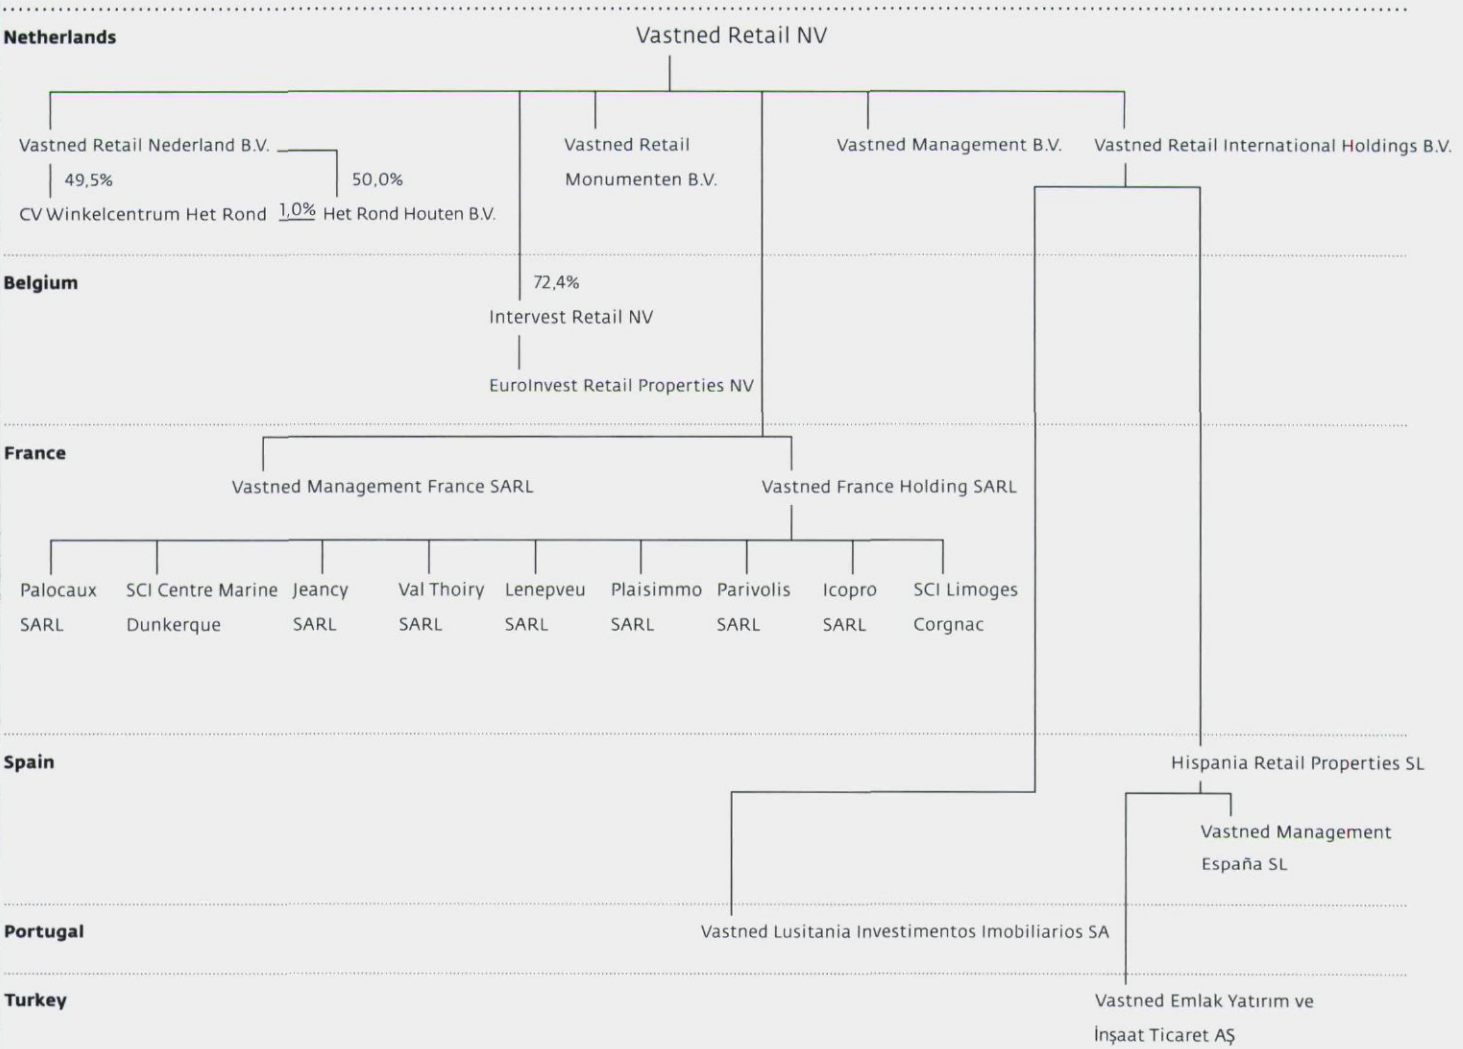 Netherlands
Vastned Retail NV
Vastned Retail Nederland B.V.
Vastned Retail
Monumenten B.V.
Vastned Management B.V.
Vastned Retail International Holdings B.V.
49,5%
50,0%
CV Winkelcentrum Het Rond
1,0%
Het Rond Houten B.V.
Belgium
72,4%
Intervest Retail NV
EuroInvest Retail Properties NV
France
Vastned Management France SARL
Vastned France Holding SARL
Palocaux
SARL
SCI Centre Marine
Dunkerque
Jeancy
SARL
Val Thoiry
SARL
Lenepveu
SARL
Plaisimmo
SARL
Parivolis
SARL
Icopro
SARL
SCI Limoges
Corgnac
Spain
Hispania Retail Properties SL
Vastned Management
España SL
Portugal
Vastned Lusitania Investimentos Imobiliarios SA
Turkey
Vastned Emlak Yatırım ve
İnşaat Ticaret AŞ